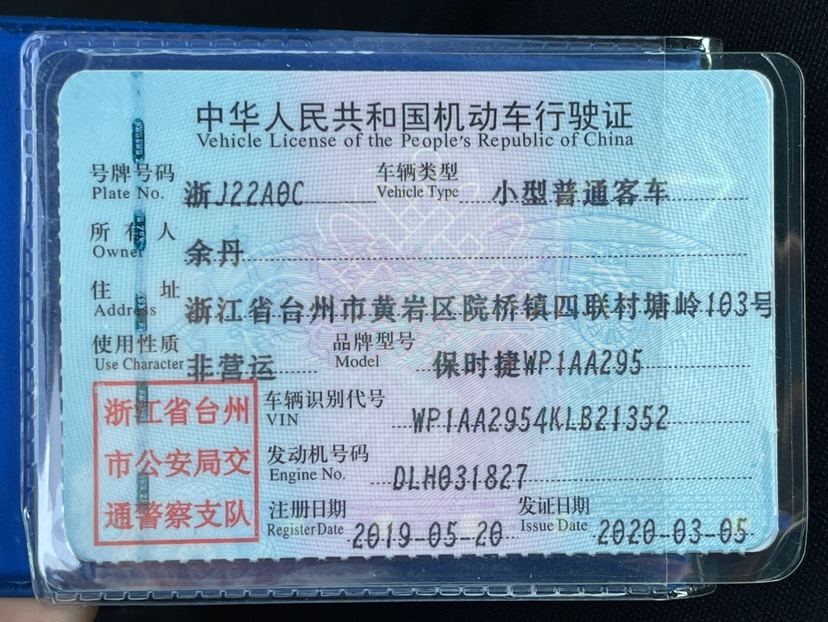 中华人民共和国机动车行驶证
Vehicle License of the People's Republic of China
号牌号码 浙J22A0C 车辆类型 小型普通客车
Plate No. Vehicle Type
所有人 余丹
Owner
住址 浙江省台州市黄岩区院桥镇四联村塘岭103号
Address
使用性质 非营运 品牌型号 保时捷WP1AA295
Use Character Model
浙江省台州
市公安局交
通警察支队
车辆识别代号 WP1AA2954KLB21352
VIN
发动机号码 DLH031827
Engine No.
注册日期 2019-05-20 发证日期 2020-03-05
Register Date Issue Date